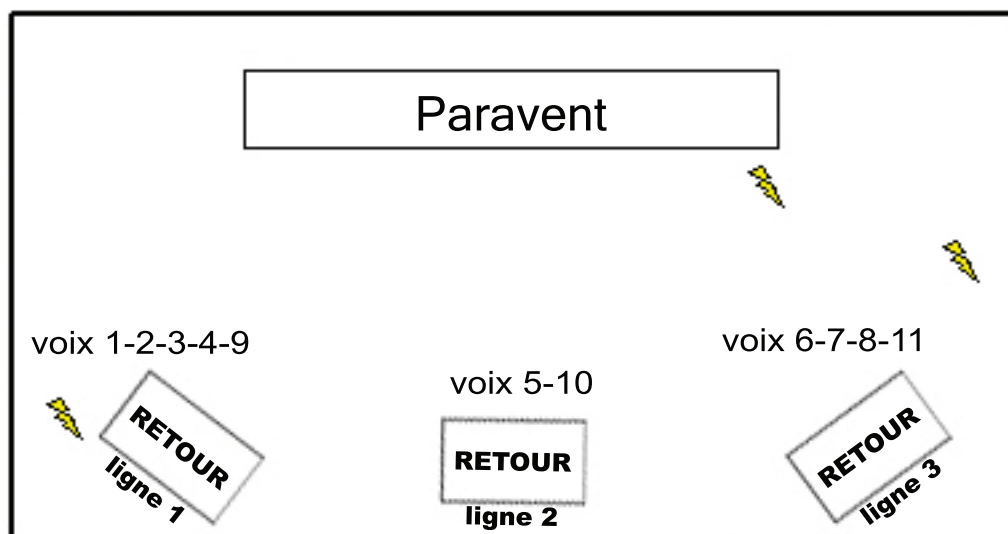 Paravent
voix 1-2-3-4-9
voix 5-10
voix 6-7-8-11
RETOUR
ligne 1
RETOUR
ligne 2
RETOUR
ligne 3